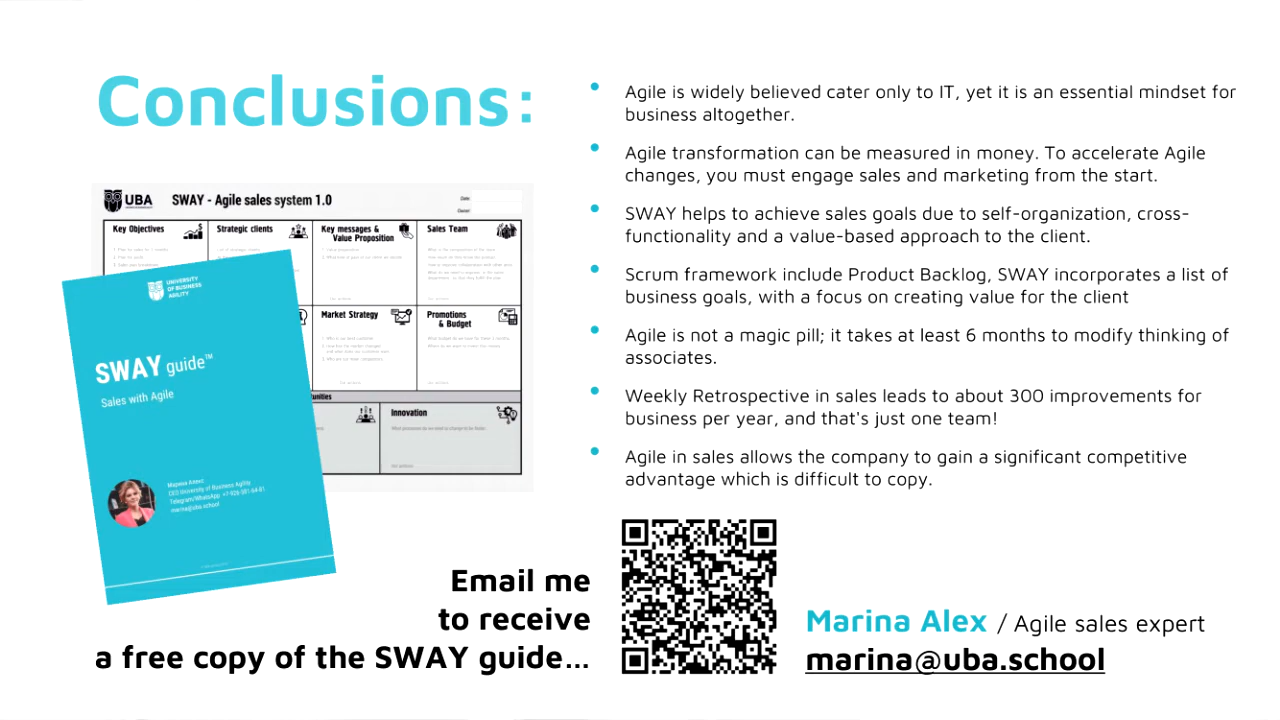 Conclusions:
UBA
SWAY - Agile sales system 1.0
Date:
Key Objectives
Strategic clients
Key messages &
Value Proposition
Sales Team
Market Strategy
Promotions
& Budget
Innovation
UNIVERSITY
OF BUSINESS
AGILITY
SWAY guide™
Sales with Agile
CEO University of Business Agility
marina@uba.school
• Agile is widely believed cater only to IT, yet it is an essential mindset for
business altogether.
• Agile transformation can be measured in money. To accelerate Agile
changes, you must engage sales and marketing from the start.
• SWAY helps to achieve sales goals due to self-organization, cross-
functionality and a value-based approach to the client.
• Scrum framework include Product Backlog, SWAY incorporates a list of
business goals, with a focus on creating value for the client
• Agile is not a magic pill; it takes at least 6 months to modify thinking of
associates.
• Weekly Retrospective in sales leads to about 300 improvements for
business per year, and that's just one team!
• Agile in sales allows the company to gain a significant competitive
advantage which is difficult to copy.
Email me
to receive
a free copy of the SWAY guide...
Marina Alex / Agile sales expert
marina@uba.school